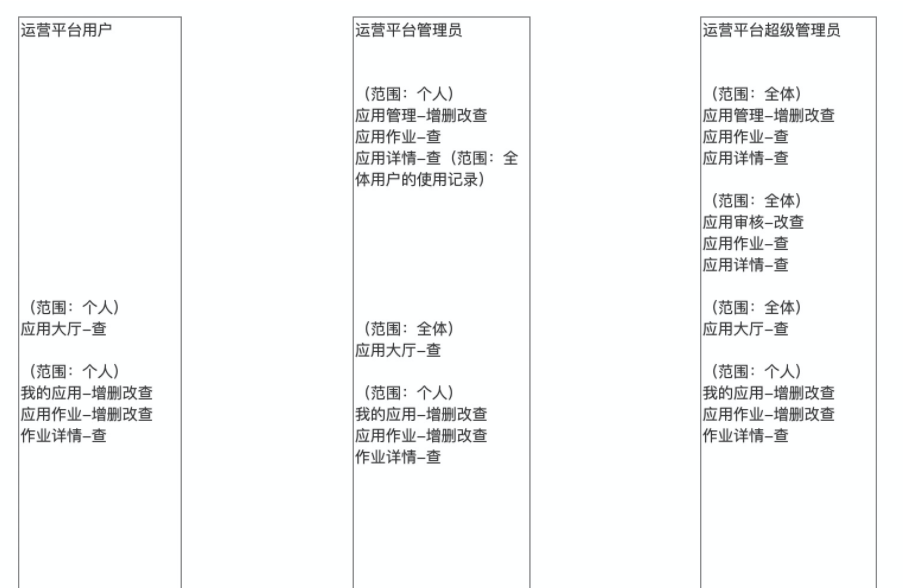 运营平台用户
（范围：个人）
应用大厅–查
（范围：个人）
我的应用–增删改查
应用作业–增删改查
作业详情–查
运营平台管理员
（范围：个人）
应用管理–增删改查
应用作业–查
应用详情–查（范围：全
体用户的使用记录）
（范围：全体）
应用大厅–查
（范围：个人）
我的应用–增删改查
应用作业–增删改查
作业详情–查
运营平台超级管理员
（范围：全体）
应用管理–增删改查
应用作业–查
应用详情–查
（范围：全体）
应用审核–改查
应用作业–查
应用详情–查
（范围：全体）
应用大厅–查
（范围：个人）
我的应用–增删改查
应用作业–增删改查
作业详情–查